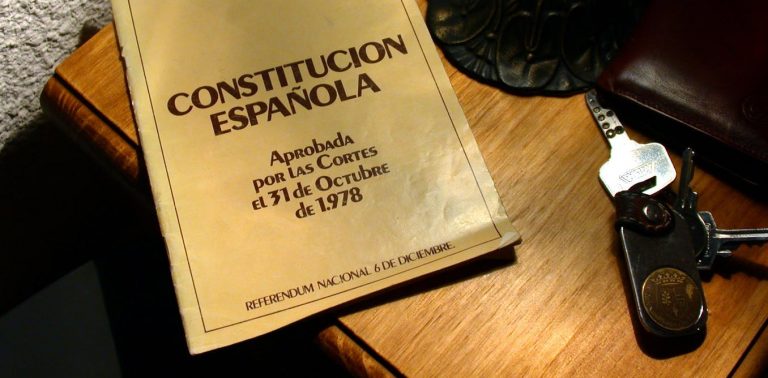 CONSTITUCION
ESPAÑOLA
APROBADA
POR LAS CORTES
EL 31 DE OCTUBRE
DE 1.978
REFERENDUM NACIONAL 6 DE DICIEMBRE.